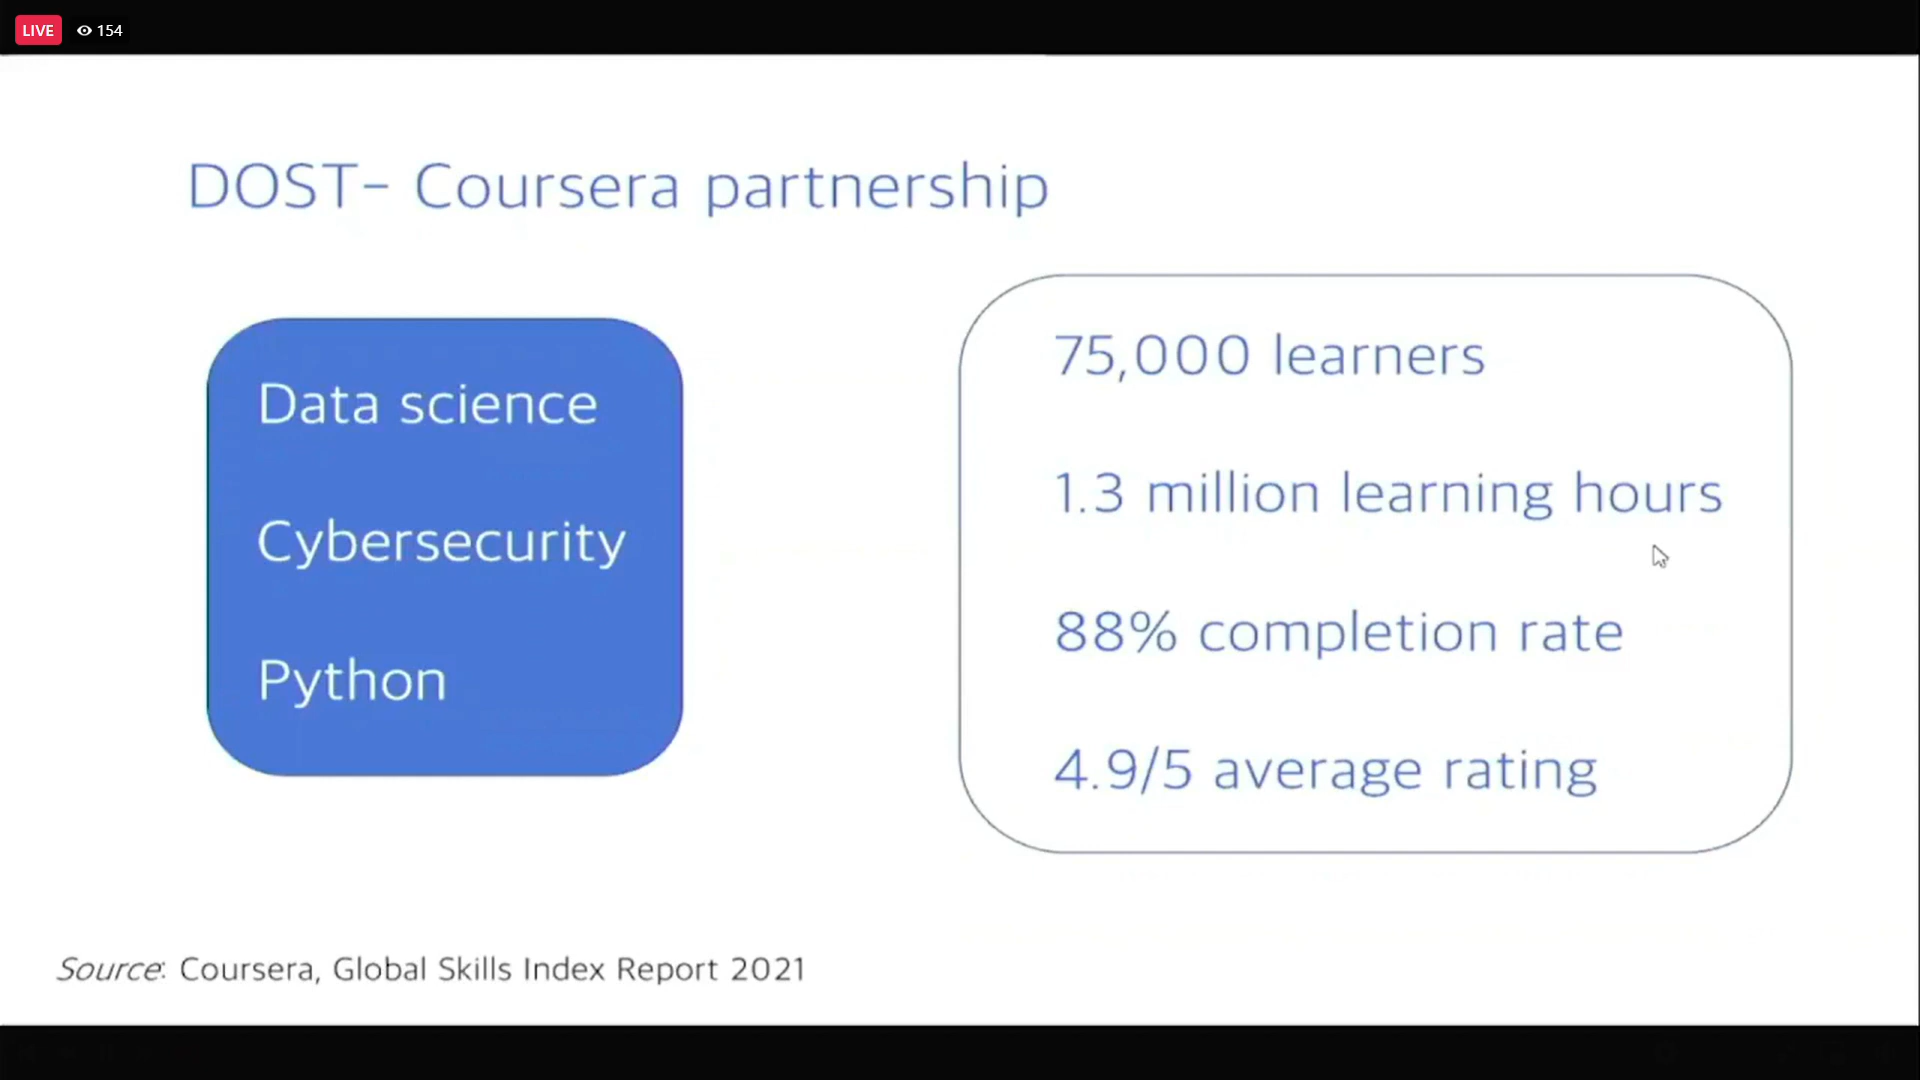 LIVE 154
DOST- Coursera partnership
Data science
Cybersecurity
Python
75,000 learners
1.3 million learning hours
88% completion rate
4.9/5 average rating
Source: Coursera, Global Skills Index Report 2021